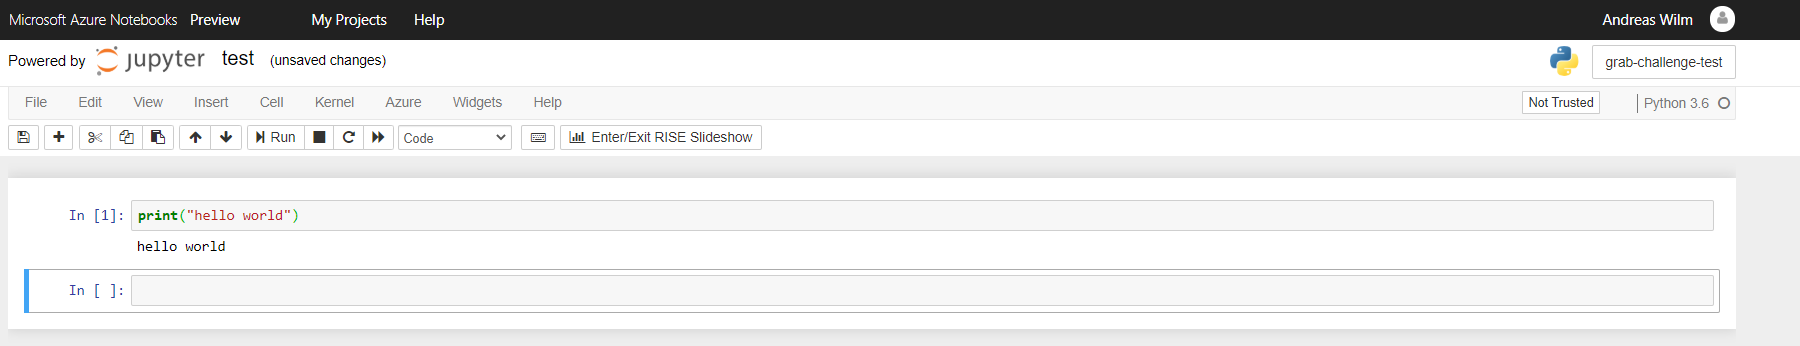 Microsoft Azure Notebooks Preview My Projects Help Andreas Wilm
Powered by jupyter test (unsaved changes) grab-challenge-test
File Edit View Insert Cell Kernel Azure Widgets Help Not Trusted Python 3.6
Run Code Enter/Exit RISE Slideshow
In [1]: print("hello world")
hello world
In [ ]: